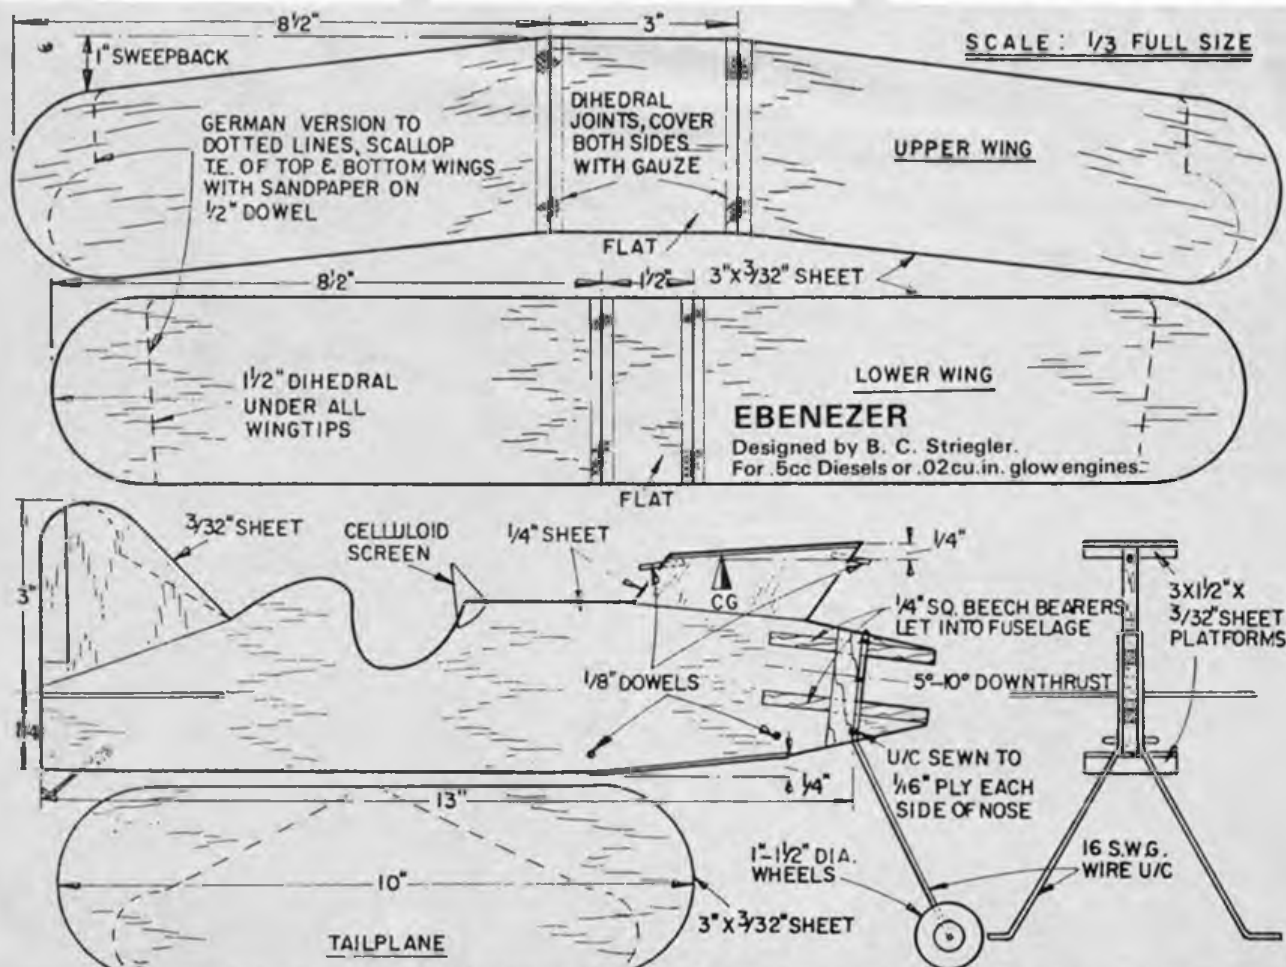 8½"
3"
SCALE: 1/3 FULL SIZE
1" SWEEPBACK
GERMAN VERSION TO
DOTTED LINES, SCALLOP
T.E. OF TOP & BOTTOM WINGS
WITH SANDPAPER ON
½" DOWEL
DIHEDRAL
JOINTS, COVER
BOTH SIDES
WITH GAUZE
UPPER WING
FLAT
3"X3/32" SHEET
8½"
1½"
1½" DIHEDRAL
UNDER ALL
WINGTIPS
LOWER WING
EBENEZER
Designed by B. C. Striegler.
For .5cc Diesels or .02cu.in. glow engines.
FLAT
3/32" SHEET
CELLULOID
SCREEN
¼" SHEET
¼"
3"
CG
¼" SQ. BEECH BEARERS
LET INTO FUSELAGE
3X1½"X
3/32" SHEET
PLATFORMS
⅛" DOWELS
5°-10° DOWNTHRUST
U/C SEWN TO
1/16" PLY EACH
SIDE OF NOSE
¼"
13"
1"-1½" DIA.
WHEELS
16 S.W.G.
WIRE U/C
10"
3"X3/32" SHEET
TAILPLANE